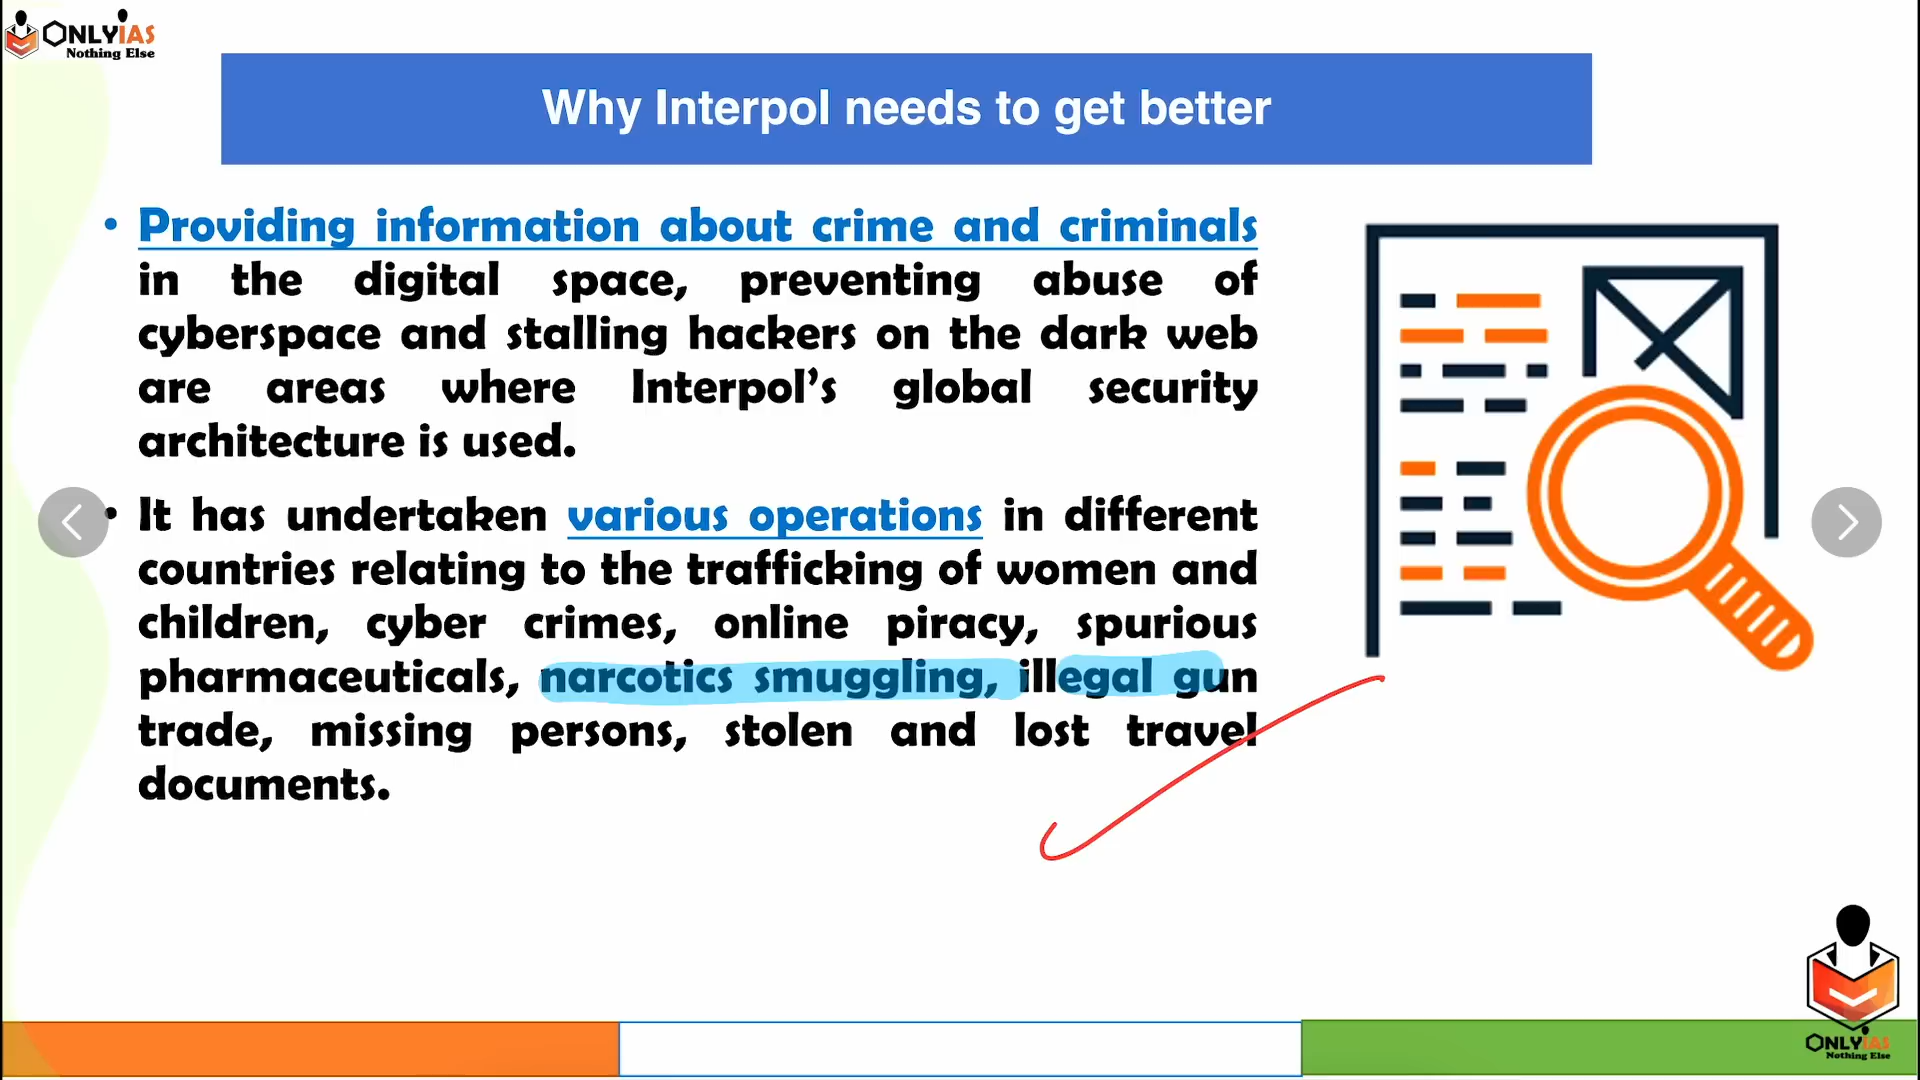 ONLYIAS
Nothing Else
Why Interpol needs to get better
• Providing information about crime and criminals
in the digital space, preventing abuse of
cyberspace and stalling hackers on the dark web
are areas where Interpol’s global security
architecture is used.
• It has undertaken various operations in different
countries relating to the trafficking of women and
children, cyber crimes, online piracy, spurious
pharmaceuticals, narcotics smuggling, illegal gun
trade, missing persons, stolen and lost travel
documents.
ONLYIAS
Nothing Else